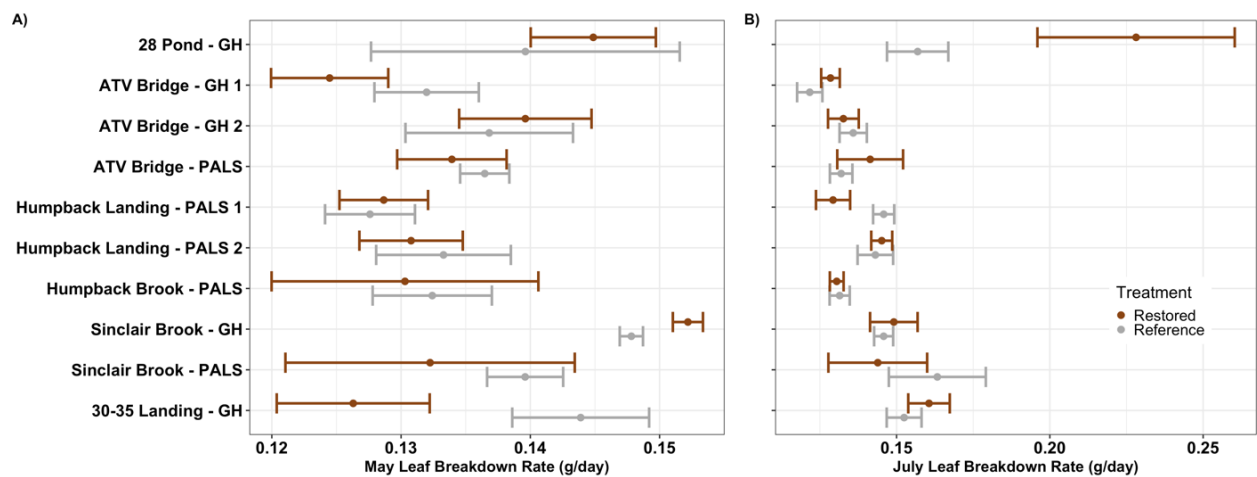 A)
28 Pond - GH
ATV Bridge - GH 1
ATV Bridge - GH 2
ATV Bridge - PALS
Humpback Landing - PALS 1
Humpback Landing - PALS 2
Humpback Brook - PALS
Sinclair Brook - GH
Sinclair Brook - PALS
30-35 Landing - GH
0.12 0.13 0.14 0.15
May Leaf Breakdown Rate (g/day)
B)
Treatment
Restored
Reference
0.15 0.20 0.25
July Leaf Breakdown Rate (g/day)